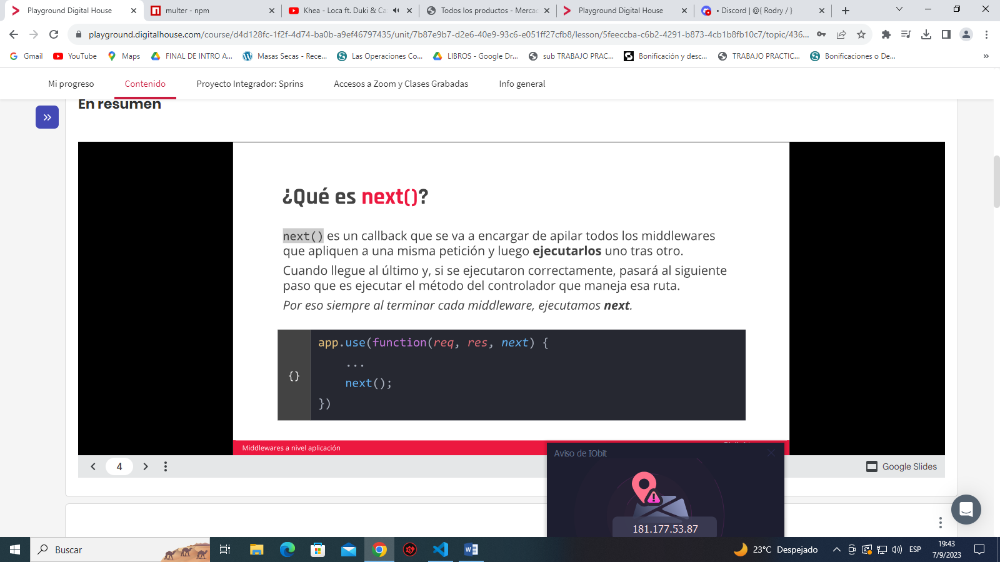 Playground Digital House
multer - npm
Khea - Loca ft. Duki & Ca
Todos los productos - Mercad
Playground Digital House
• Discord | @{ Rodry / }
playground.digitalhouse.com/course/d4d128fc-1f2f-4d74-ba0b-a9ef46797435/unit/7b87e9b7-d2e6-40e9-93c6-e051ff27cfb8/lesson/5feeccba-c6b2-4291-b873-4cb1b8fb10c7/topic/436...
Gmail
YouTube
Maps
FINAL DE INTRO A...
Masas Secas - Rece...
Las Operaciones Co...
LIBROS - Google Dr...
sub TRABAJO PRAC...
Bonificación y desc...
TRABAJO PRACTIC...
Bonificaciones o De...
»
Mi progreso
Contenido
Proyecto Integrador: Sprins
Accesos a Zoom y Clases Grabadas
Info general
En resumen
¿Qué es next()?
next() es un callback que se va a encargar de apilar todos los middlewares
que apliquen a una misma petición y luego ejecutarlos uno tras otro.
Cuando llegue al último y, si se ejecutaron correctamente, pasará al siguiente
paso que es ejecutar el método del controlador que maneja esa ruta.
Por eso siempre al terminar cada middleware, ejecutamos next.
{}
app.use(function(req, res, next) {
...
next();
})
Middlewares a nivel aplicación
Aviso de IObit
181.177.53.87
4
Google Slides
Buscar
23°C Despejado
ESP
19:43
7/9/2023